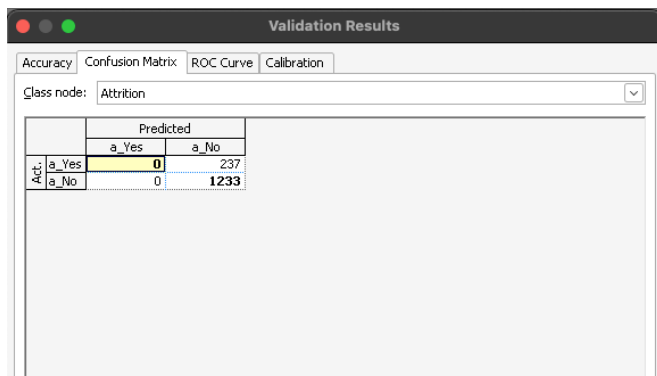 Validation Results
Accuracy Confusion Matrix ROC Curve Calibration
Class node: Attrition
Predicted
a_Yes a_No
Act. a_Yes 0 237
a_No 0 1233